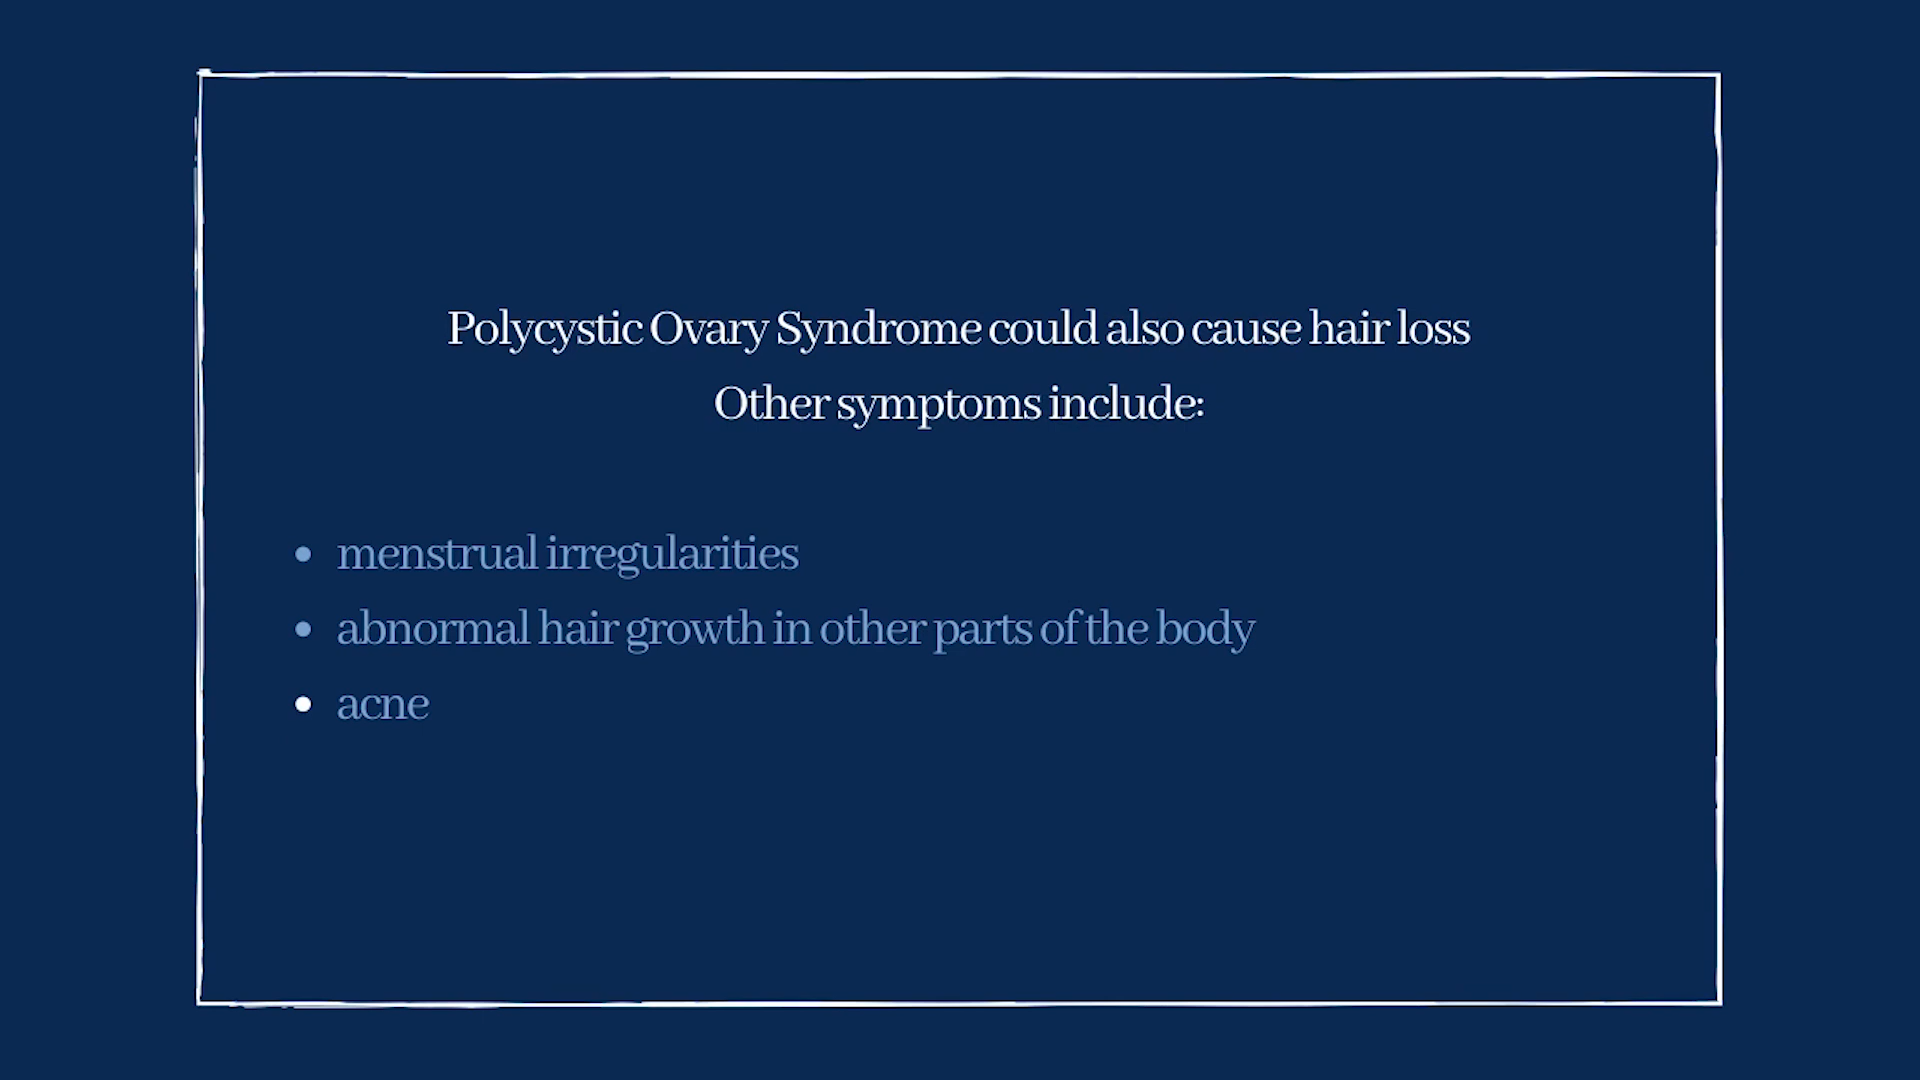 Polycystic Ovary Syndrome could also cause hair loss
Other symptoms include:
• menstrual irregularities
• abnormal hair growth in other parts of the body
• acne